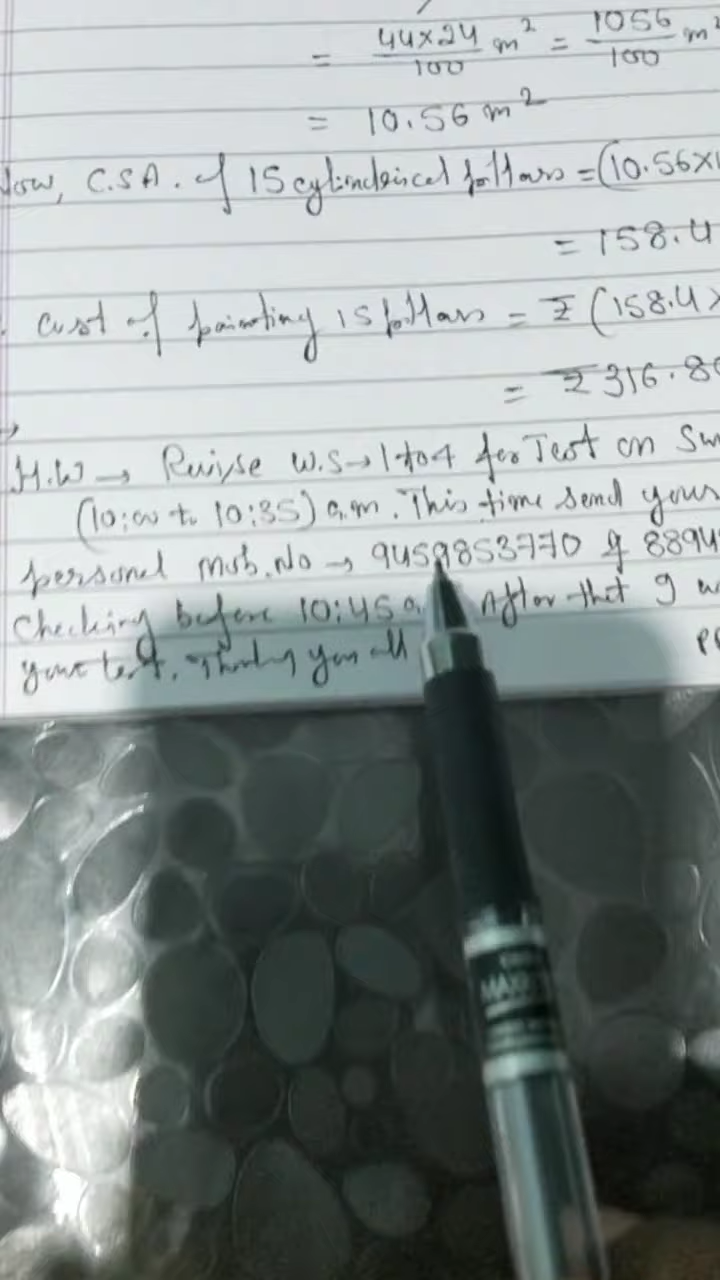 = 44×24/100 m² = 1056/100 m²
= 10.56 m²
Now, C.S.A. of 15 cylindrical pillars = (10.56×1
= 158.4
Cost of painting 15 pillars = ₹ (158.4×
= ₹ 316.80
H.W → Revise W.S → 1 to 4 for Test on Sun
(10:00 to 10:35) a.m. This time send your
personal mob. No → 9459853770 & 8894
Checking before 10:45 a. After that I w
your test. Thank you all